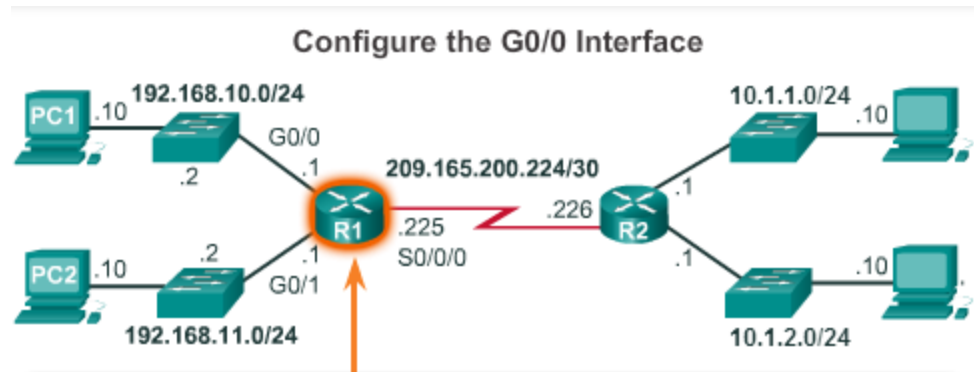 Configure the G0/0 Interface
192.168.10.0/24
10.1.1.0/24
PC1
.10
.10
G0/0
.2
.1
209.165.200.224/30
.1
.226
R1
.225
R2
S0/0/0
PC2
.10
.2
.1
G0/1
.1
.10
192.168.11.0/24
10.1.2.0/24